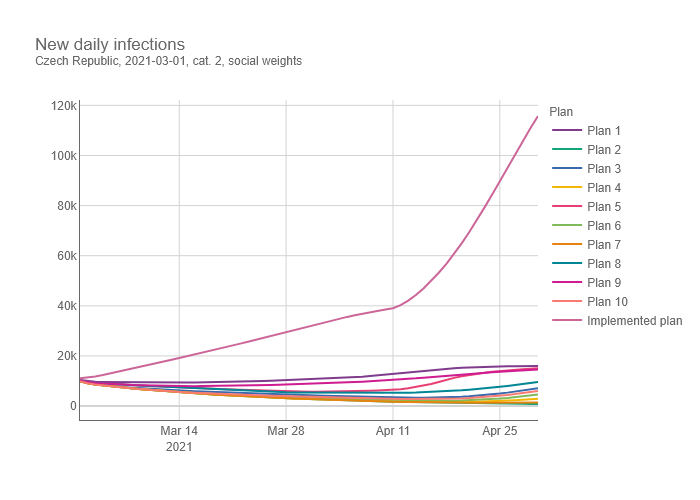 New daily infections
Czech Republic, 2021-03-01, cat. 2, social weights
120k
100k
80k
60k
40k
20k
0
Mar 14
2021
Mar 28
Apr 11
Apr 25
Plan
Plan 1
Plan 2
Plan 3
Plan 4
Plan 5
Plan 6
Plan 7
Plan 8
Plan 9
Plan 10
Implemented plan